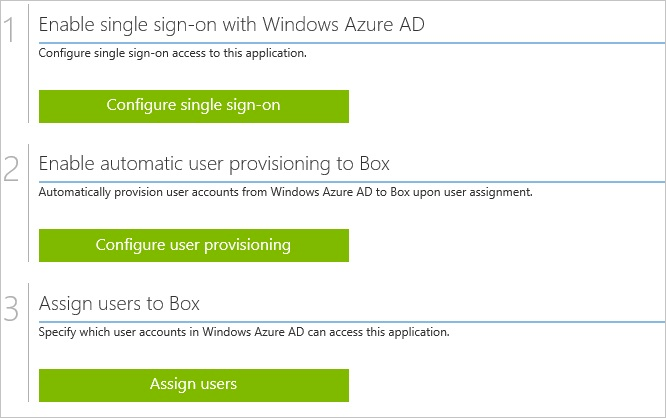 1
Enable single sign-on with Windows Azure AD
Configure single sign-on access to this application.
Configure single sign-on
2
Enable automatic user provisioning to Box
Automatically provision user accounts from Windows Azure AD to Box upon user assignment.
Configure user provisioning
3
Assign users to Box
Specify which user accounts in Windows Azure AD can access this application.
Assign users